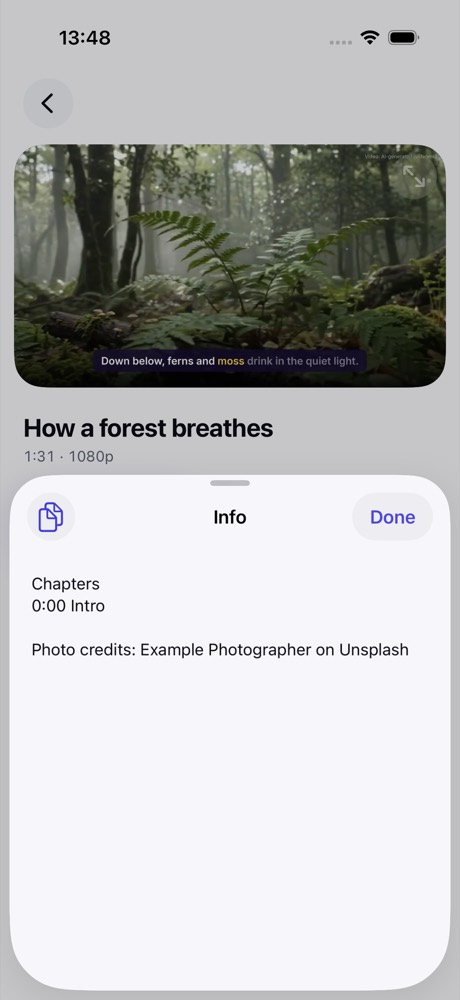 13:48
Down below, ferns and moss drink in the quiet light.
How a forest breathes
1:31 · 1080p
Info
Done
Chapters
0:00 Intro
Photo credits: Example Photographer on Unsplash